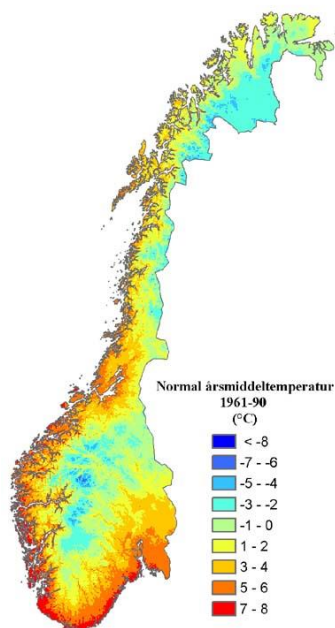 Normal årsmiddeltemperatur
1961-90
(°C)
< -8
-7 - -6
-5 - -4
-3 - -2
-1 - 0
1 - 2
3 - 4
5 - 6
7 - 8